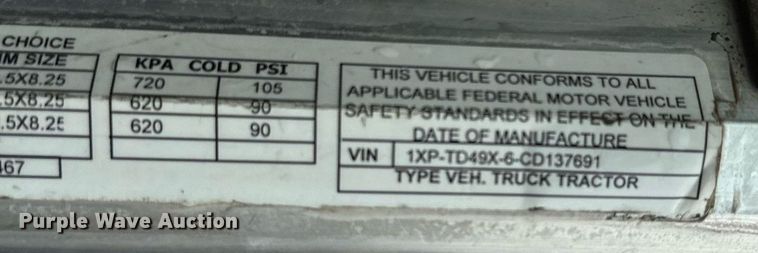 CHOICE
M SIZE
.5X8.25
.5X8.25
.5X8.25
467
KPA COLD PSI
720 105
620 90
620 90
THIS VEHICLE CONFORMS TO ALL
APPLICABLE FEDERAL MOTOR VEHICLE
SAFETY STANDARDS IN EFFECT ON THE
DATE OF MANUFACTURE
VIN 1XP-TD49X-6-CD137691
TYPE VEH. TRUCK TRACTOR
Purple Wave Auction